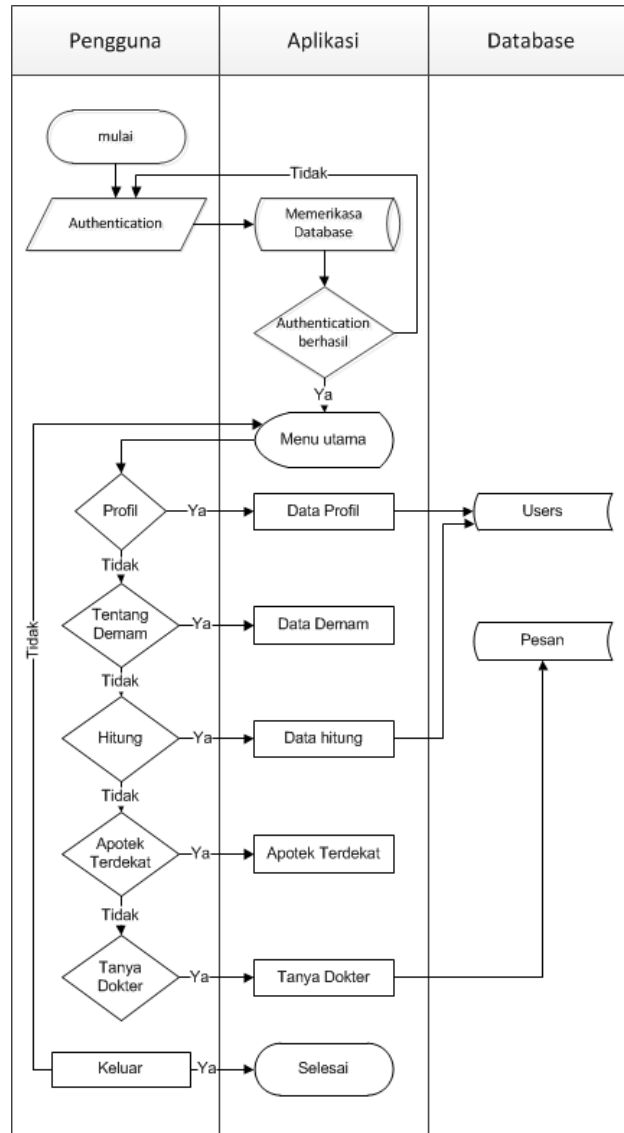 Pengguna
Aplikasi
Database
mulai
Tidak
Authentication
Memerikasa
Database
Authentication
berhasil
Ya
Menu utama
Profil
Ya
Data Profil
Users
Tidak
Tentang
Demam
Ya
Data Demam
Pesan
Tidak
Tidak
Hitung
Ya
Data hitung
Tidak
Apotek
Terdekat
Ya
Apotek Terdekat
Tidak
Tanya
Dokter
Ya
Tanya Dokter
Keluar
Ya
Selesai